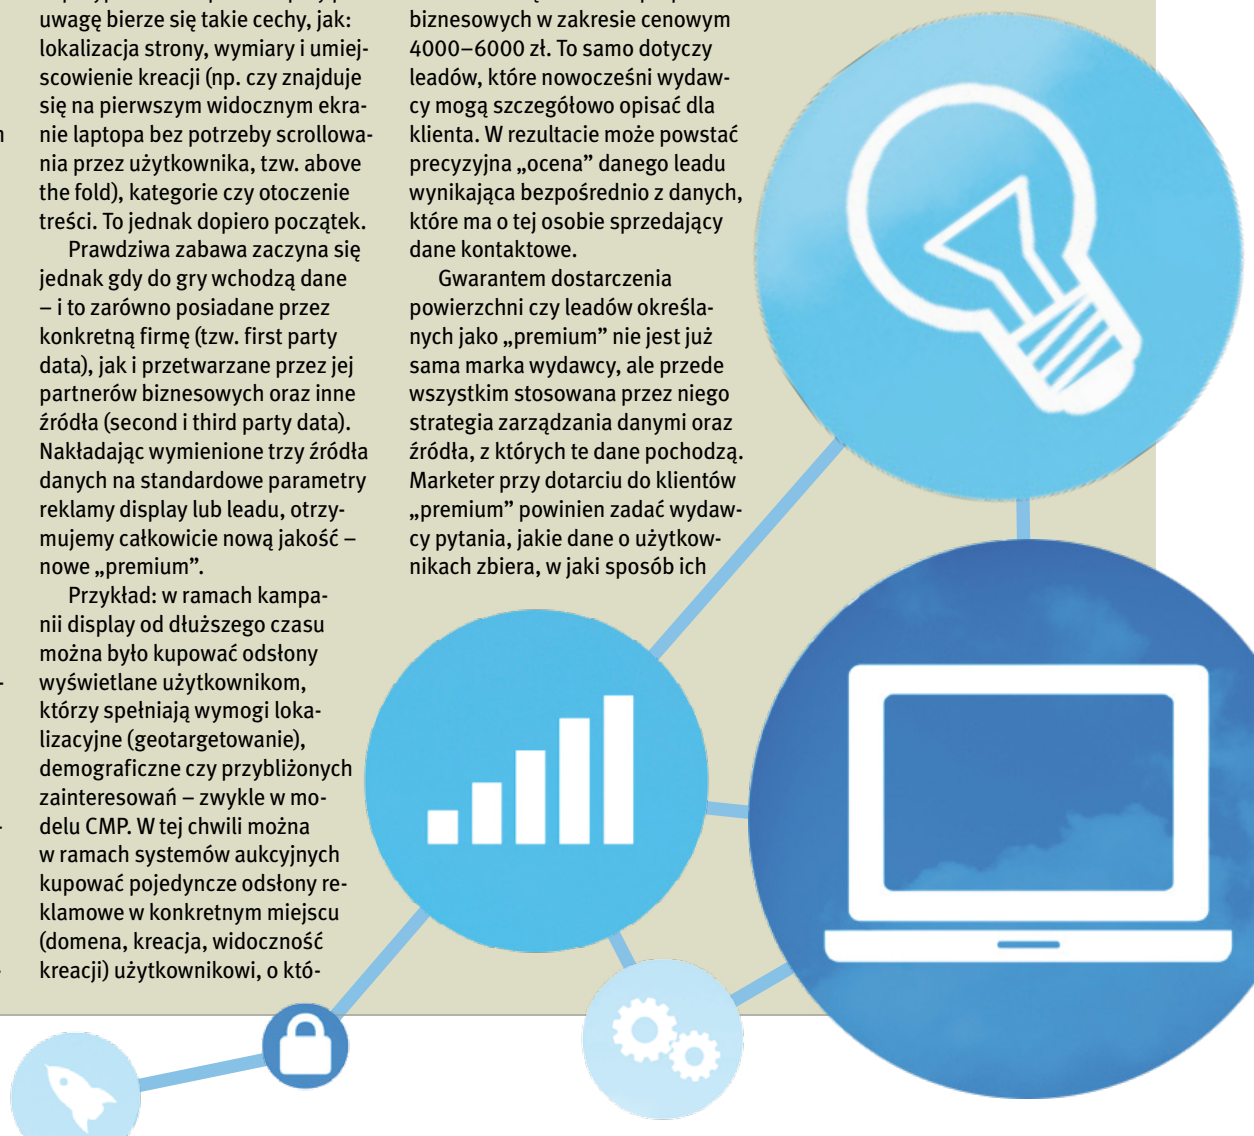 uwagę bierze się takie cechy, jak:
lokalizacja strony, wymiary i umiej-
scowienie kreacji (np. czy znajduje
się na pierwszym widocznym ekra-
nie laptopa bez potrzeby scrollowa-
nia przez użytkownika, tzw. above
the fold), kategorie czy otoczenie
treści. To jednak dopiero początek.
Prawdziwa zabawa zaczyna się
jednak gdy do gry wchodzą dane
– i to zarówno posiadane przez
konkretną firmę (tzw. first party
data), jak i przetwarzane przez jej
partnerów biznesowych oraz inne
źródła (second i third party data).
Nakładając wymienione trzy źródła
danych na standardowe parametry
reklamy display lub leadu, otrzy-
mujemy całkowicie nową jakość –
nowe „premium”.
Przykład: w ramach kampa-
nii display od dłuższego czasu
można było kupować odsłony
wyświetlane użytkownikom,
którzy spełniają wymogi loka-
lizacyjne (geotargetowanie),
demograficzne czy przybliżonych
zainteresowań – zwykle w mo-
delu CMP. W tej chwili można
w ramach systemów aukcyjnych
kupować pojedyncze odsłony re-
klamowe w konkretnym miejscu
(domena, kreacja, widoczność
kreacji) użytkownikowi, o któ-
biznesowych w zakresie cenowym
4000–6000 zł. To samo dotyczy
leadów, które nowocześni wydaw-
cy mogą szczegółowo opisać dla
klienta. W rezultacie może powstać
precyzyjna „ocena” danego leadu
wynikająca bezpośrednio z danych,
które ma o tej osobie sprzedający
dane kontaktowe.
Gwarantem dostarczenia
powierzchni czy leadów określa-
nych jako „premium” nie jest już
sama marka wydawcy, ale przede
wszystkim stosowana przez niego
strategia zarządzania danymi oraz
źródła, z których te dane pochodzą.
Marketer przy dotarciu do klientów
„premium” powinien zadać wydaw-
cy pytania, jakie dane o użytkow-
nikach zbiera, w jaki sposób ich